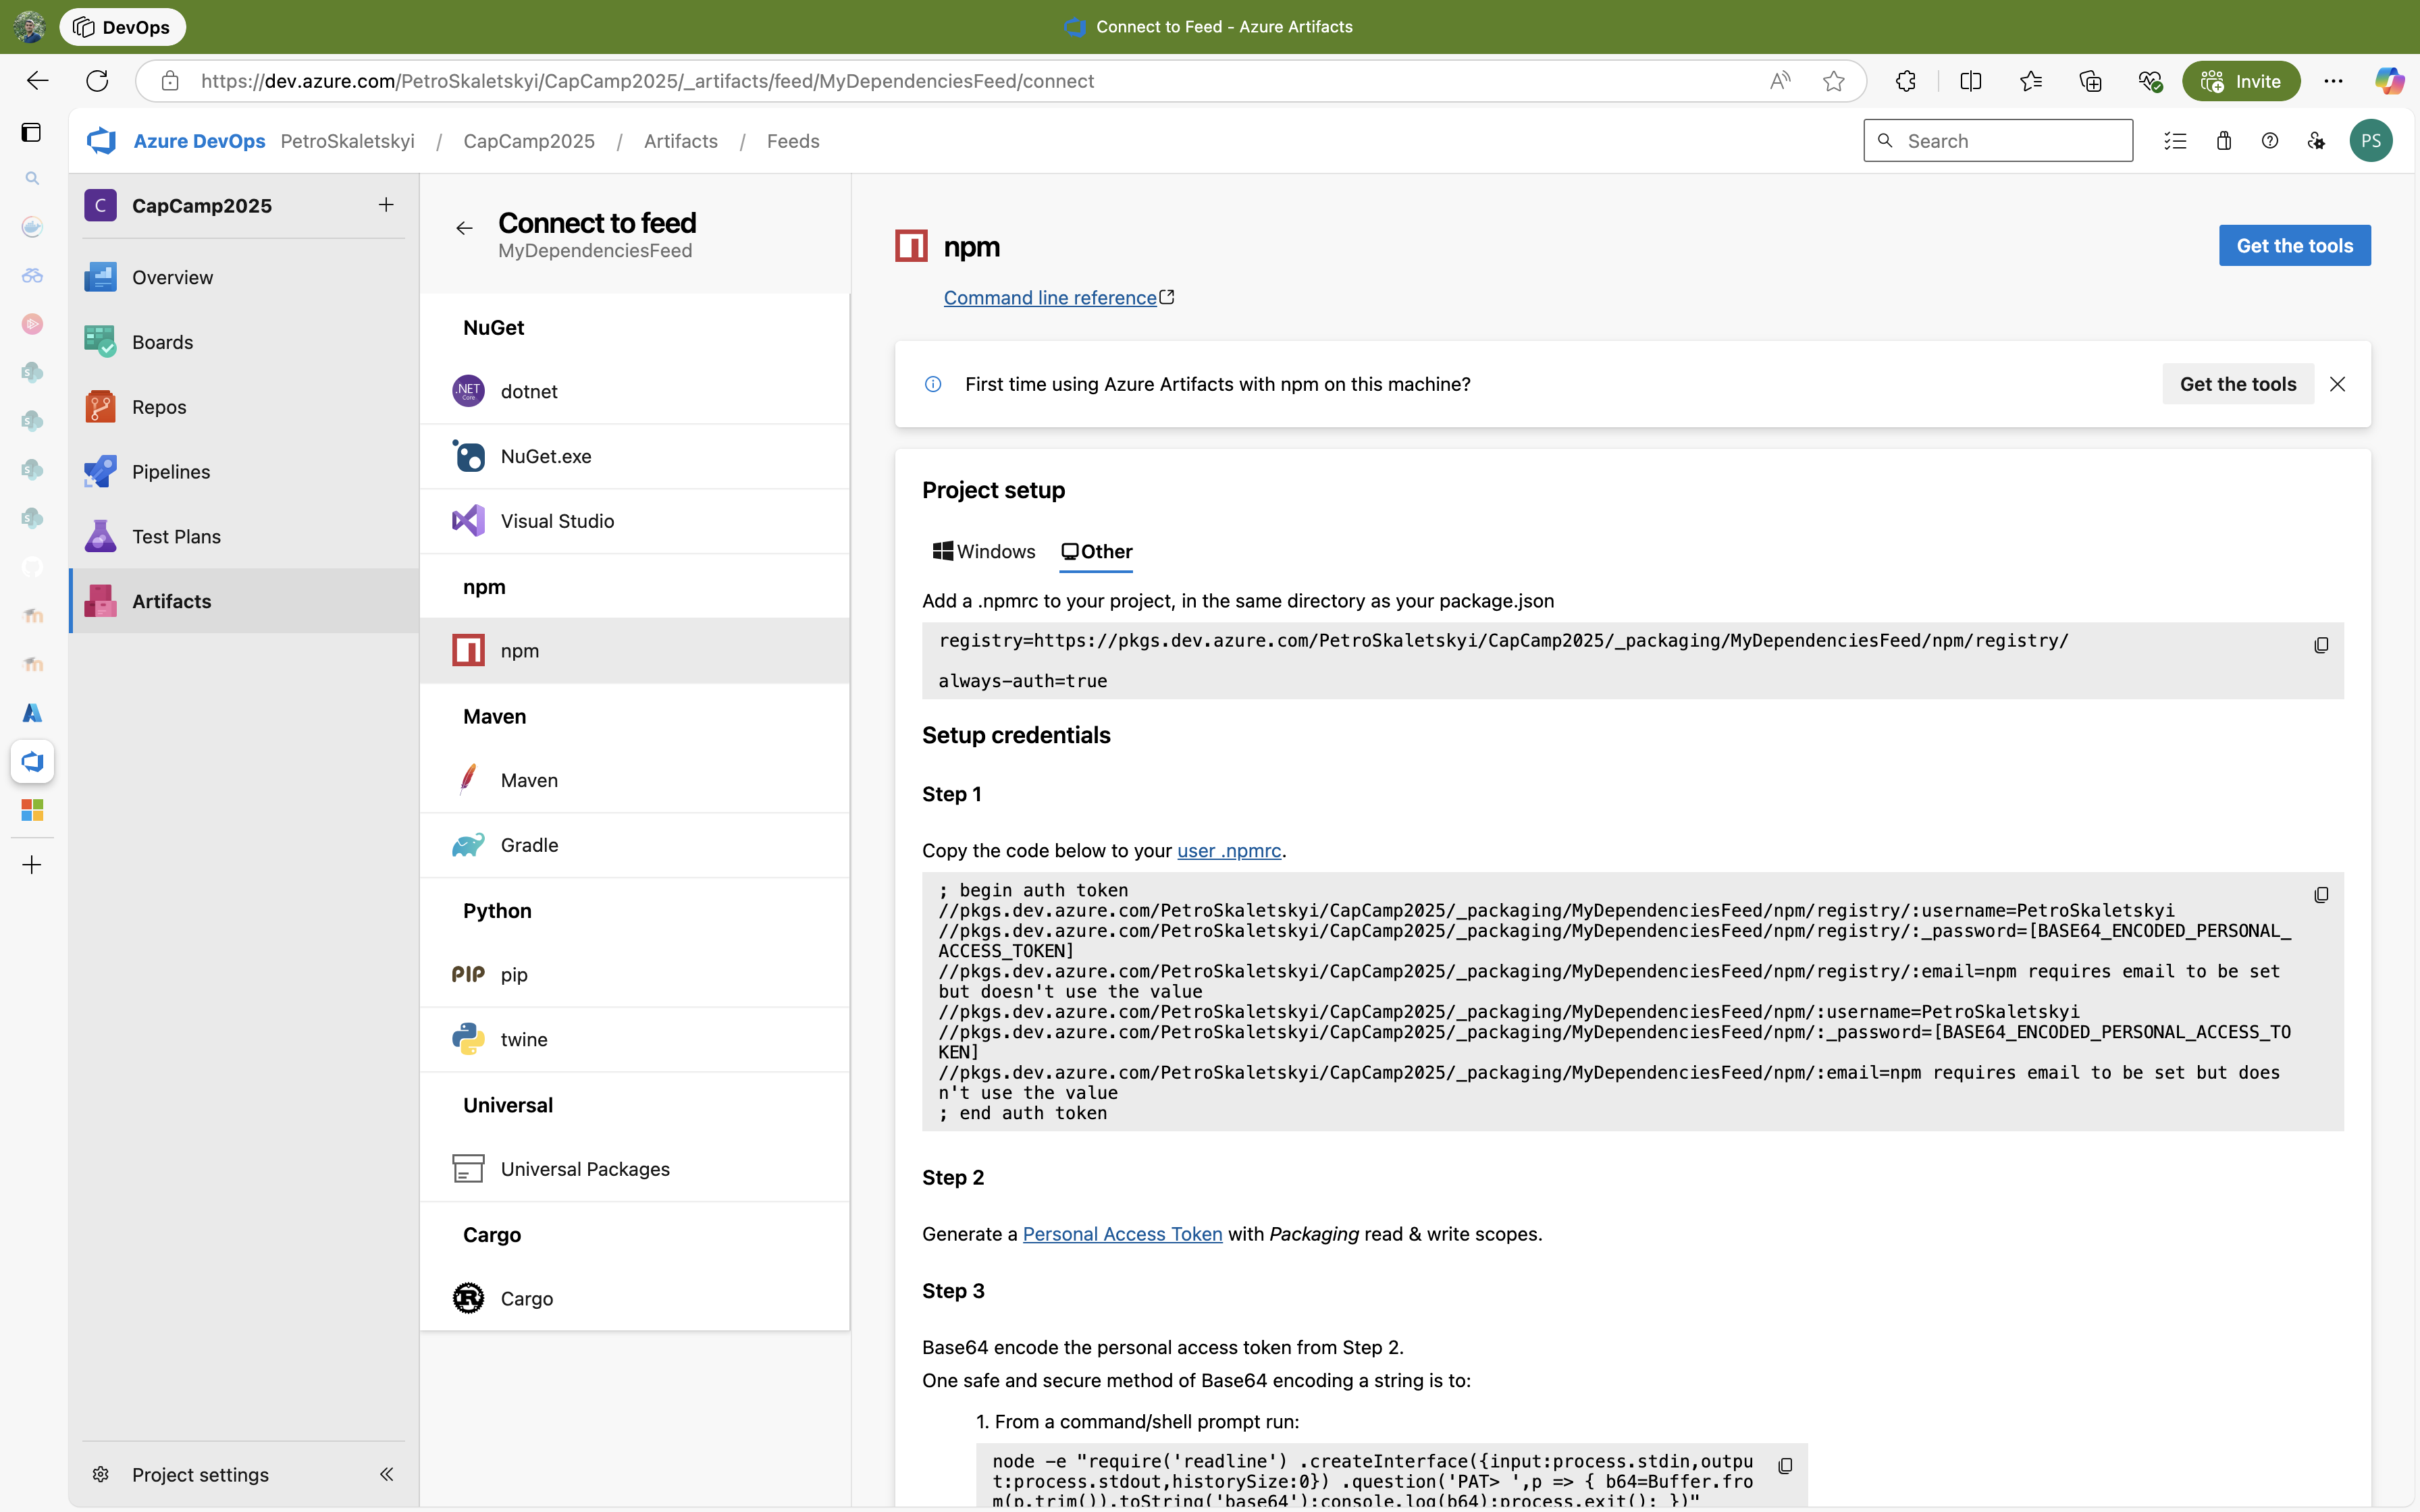 DevOps
Connect to Feed - Azure Artifacts
https://dev.azure.com/PetroSkaletskyi/CapCamp2025/_artifacts/feed/MyDependenciesFeed/connect
Invite
Azure DevOps PetroSkaletskyi / CapCamp2025 / Artifacts / Feeds
Search
PS
C CapCamp2025
Overview
Boards
Repos
Pipelines
Test Plans
Artifacts
Project settings
Connect to feed
MyDependenciesFeed
NuGet
.NET Core
dotnet
NuGet.exe
Visual Studio
npm
npm
Maven
Maven
Gradle
Python
PIP pip
twine
Universal
Universal Packages
Cargo
Cargo
npm
Get the tools
Command line reference
First time using Azure Artifacts with npm on this machine?
Get the tools
Project setup
Windows
Other
Add a .npmrc to your project, in the same directory as your package.json
registry=https://pkgs.dev.azure.com/PetroSkaletskyi/CapCamp2025/_packaging/MyDependenciesFeed/npm/registry/
always-auth=true
Setup credentials
Step 1
Copy the code below to your user .npmrc.
; begin auth token
//pkgs.dev.azure.com/PetroSkaletskyi/CapCamp2025/_packaging/MyDependenciesFeed/npm/registry/:username=PetroSkaletskyi
//pkgs.dev.azure.com/PetroSkaletskyi/CapCamp2025/_packaging/MyDependenciesFeed/npm/registry/:_password=[BASE64_ENCODED_PERSONAL_
ACCESS_TOKEN]
//pkgs.dev.azure.com/PetroSkaletskyi/CapCamp2025/_packaging/MyDependenciesFeed/npm/registry/:email=npm requires email to be set
but doesn't use the value
//pkgs.dev.azure.com/PetroSkaletskyi/CapCamp2025/_packaging/MyDependenciesFeed/npm/:username=PetroSkaletskyi
//pkgs.dev.azure.com/PetroSkaletskyi/CapCamp2025/_packaging/MyDependenciesFeed/npm/:_password=[BASE64_ENCODED_PERSONAL_ACCESS_TO
KEN]
//pkgs.dev.azure.com/PetroSkaletskyi/CapCamp2025/_packaging/MyDependenciesFeed/npm/:email=npm requires email to be set but does
n't use the value
; end auth token
Step 2
Generate a Personal Access Token with Packaging read & write scopes.
Step 3
Base64 encode the personal access token from Step 2.
One safe and secure method of Base64 encoding a string is to:
1. From a command/shell prompt run:
node -e "require('readline') .createInterface({input:process.stdin,outpu
t:process.stdout,historySize:0}) .question('PAT> ',p => { b64=Buffer.fro
m(p.trim()).toString('base64');console.log(b64);process.exit(); })"